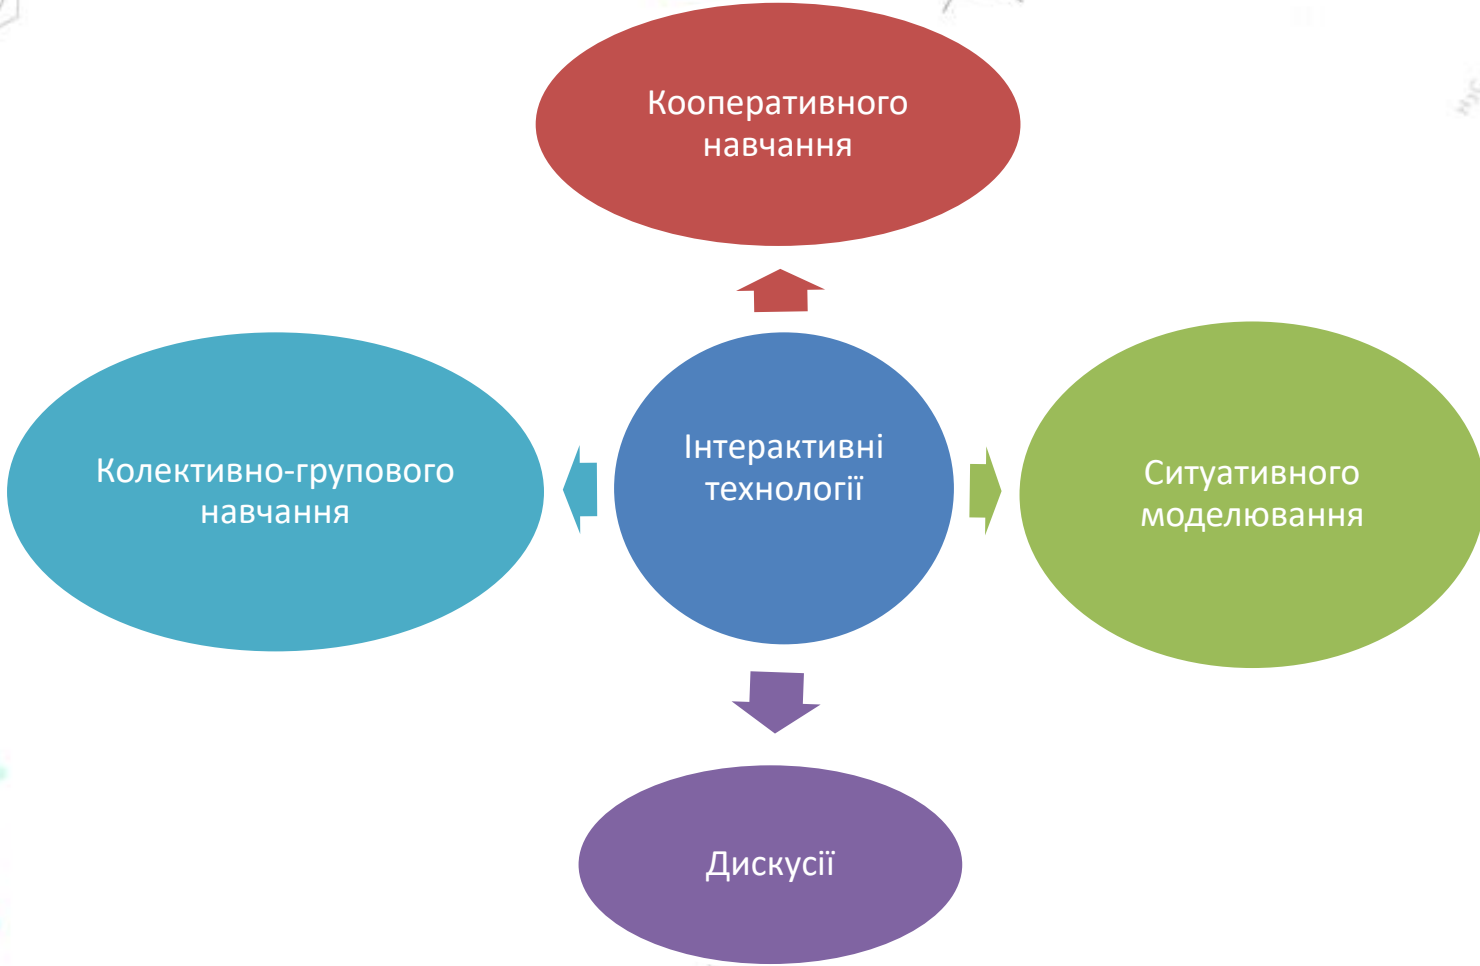 Кооперативного
навчання
Колективно-групового
навчання
Інтерактивні
технології
Ситуативного
моделювання
Дискусії